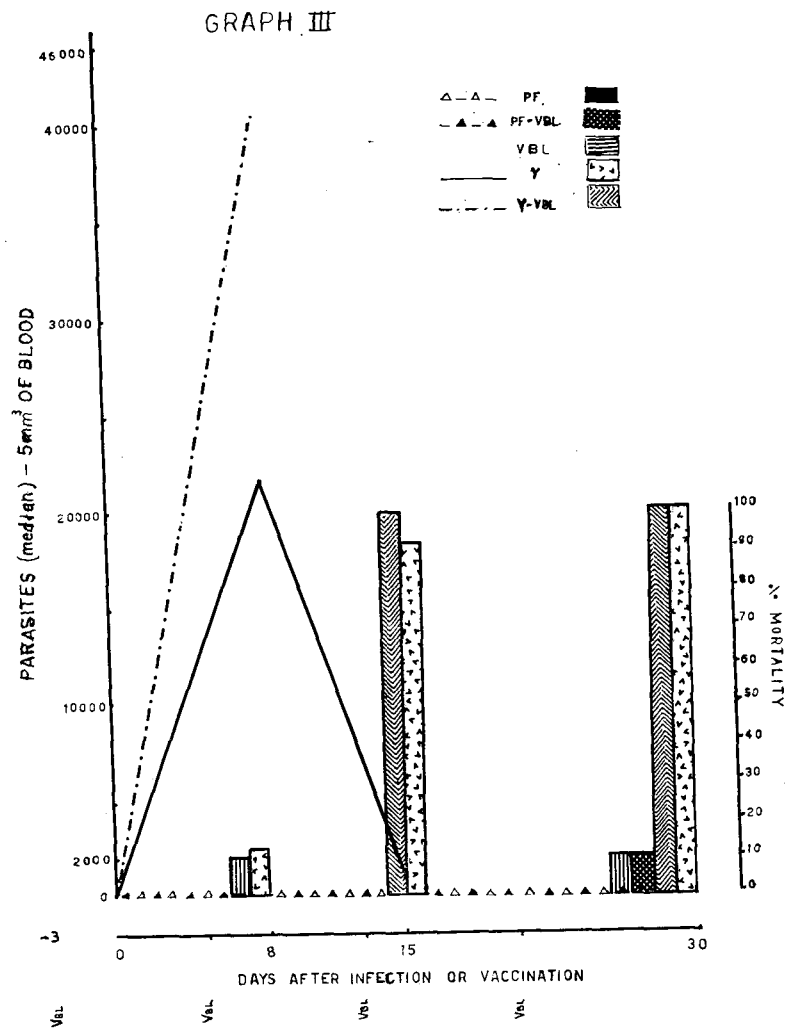 GRAPH III
46000
40000
30000
20000
10000
2000
0
PARASITES (median) - 5mm³ OF BLOOD
PF
PF-VBL
VBL
Y
Y-VBL
100
90
80
70
60
50
40
30
20
10
0
% MORTALITY
-3 0 8 15 30
DAYS AFTER INFECTION OR VACCINATION
VBL VBL VBL VBL